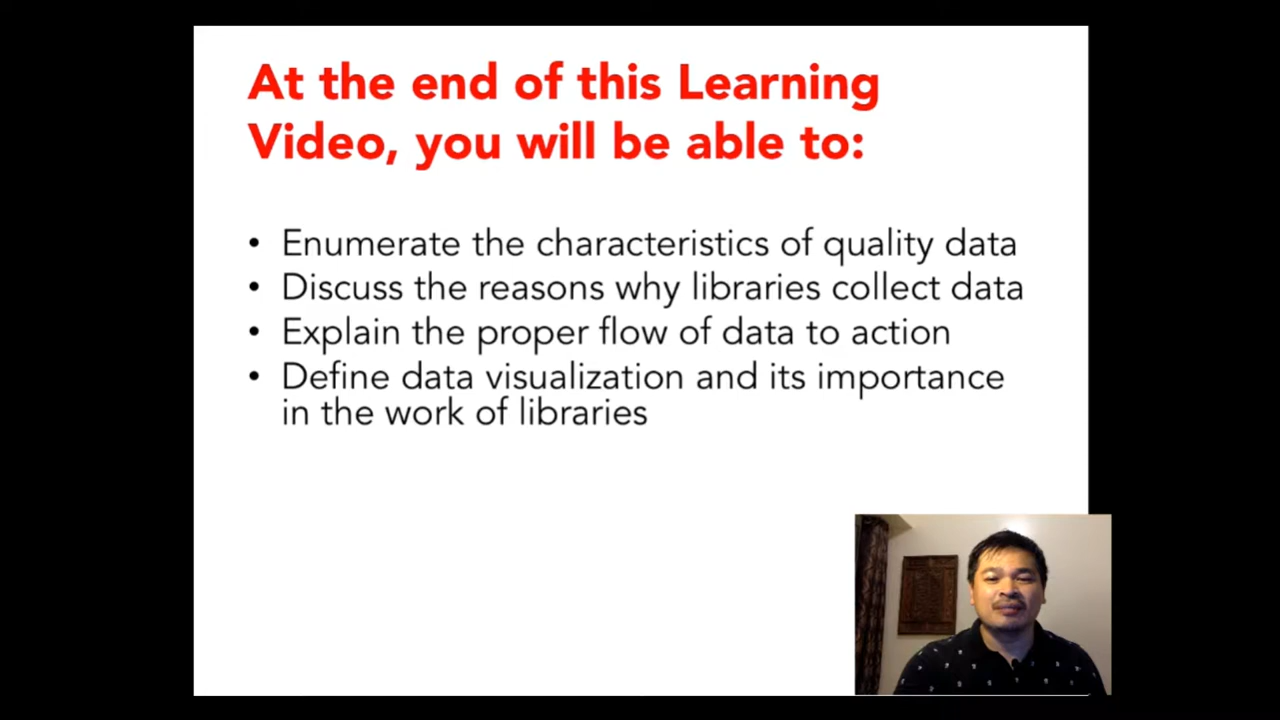 At the end of this Learning
Video, you will be able to:
• Enumerate the characteristics of quality data
• Discuss the reasons why libraries collect data
• Explain the proper flow of data to action
• Define data visualization and its importance
in the work of libraries